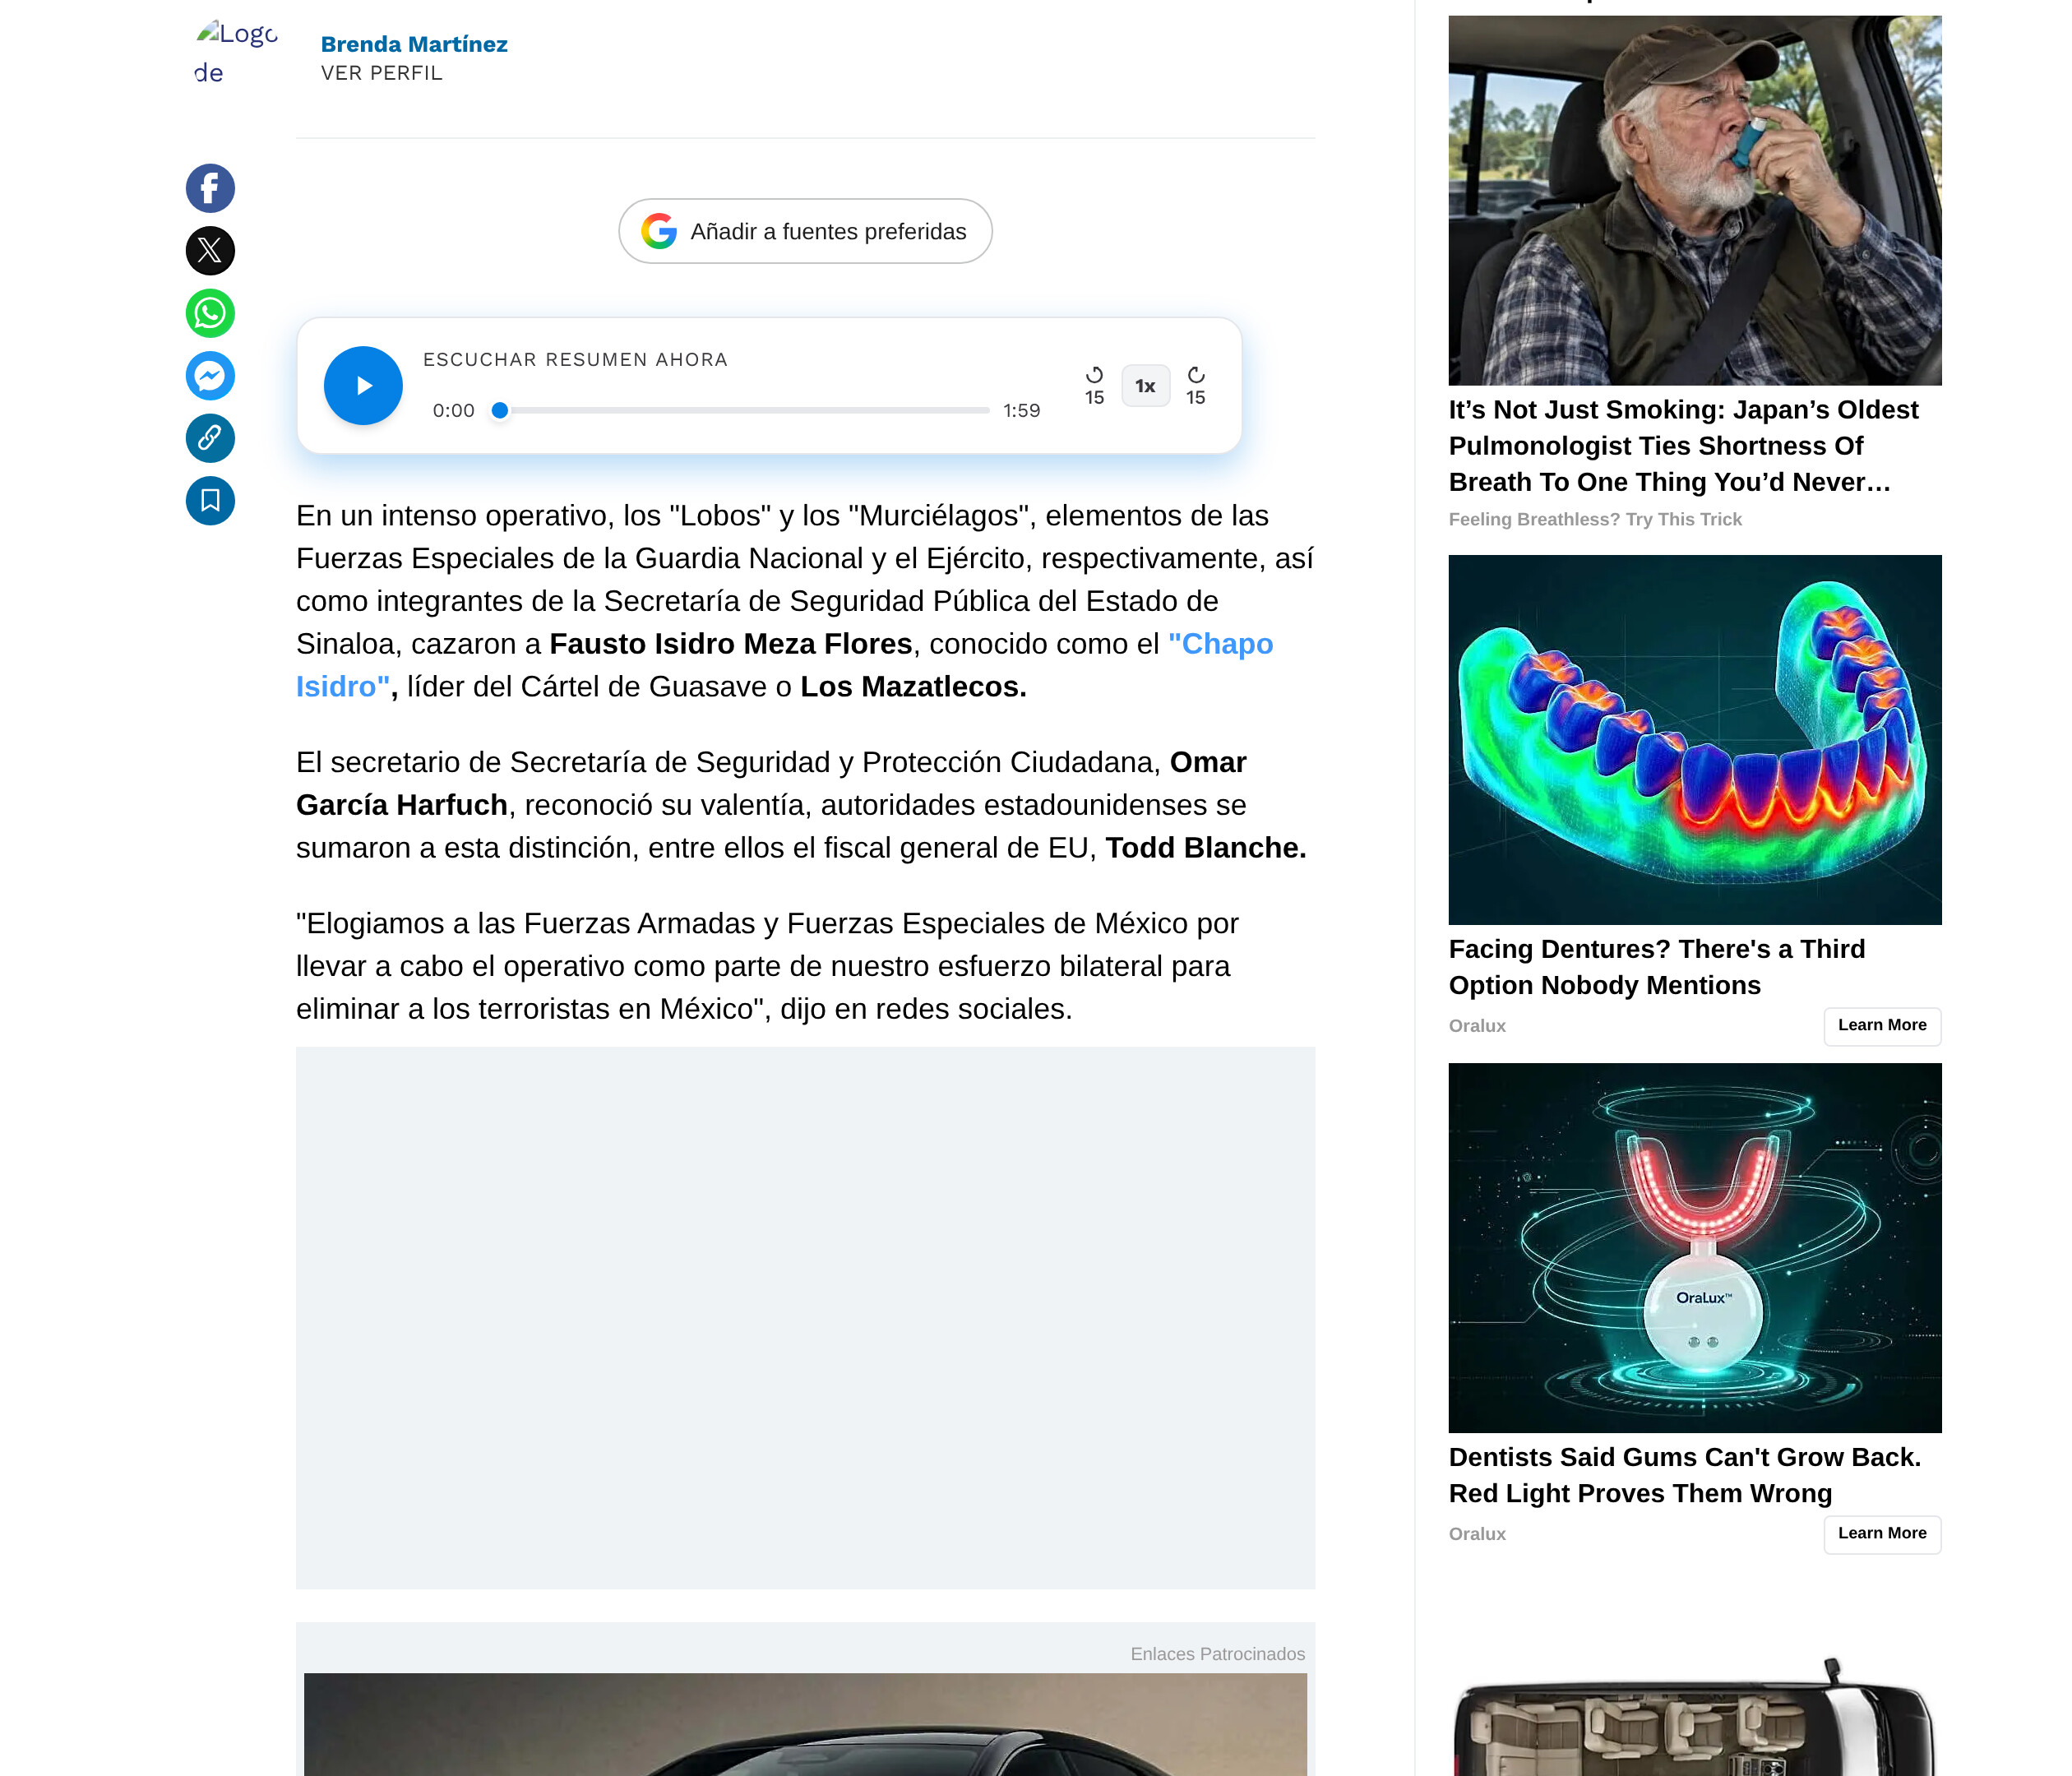 Logo
de
Brenda Martínez
VER PERFIL
Añadir a fuentes preferidas
ESCUCHAR RESUMEN AHORA
0:00
1:59
15
1x
15
En un intenso operativo, los "Lobos" y los "Murciélagos", elementos de las
Fuerzas Especiales de la Guardia Nacional y el Ejército, respectivamente, así
como integrantes de la Secretaría de Seguridad Pública del Estado de
Sinaloa, cazaron a Fausto Isidro Meza Flores, conocido como el "Chapo
Isidro", líder del Cártel de Guasave o Los Mazatlecos.
El secretario de Secretaría de Seguridad y Protección Ciudadana, Omar
García Harfuch, reconoció su valentía, autoridades estadounidenses se
sumaron a esta distinción, entre ellos el fiscal general de EU, Todd Blanche.
"Elogiamos a las Fuerzas Armadas y Fuerzas Especiales de México por
llevar a cabo el operativo como parte de nuestro esfuerzo bilateral para
eliminar a los terroristas en México", dijo en redes sociales.
Enlaces Patrocinados
It’s Not Just Smoking: Japan’s Oldest
Pulmonologist Ties Shortness Of
Breath To One Thing You’d Never…
Feeling Breathless? Try This Trick
Facing Dentures? There's a Third
Option Nobody Mentions
Oralux
Learn More
OraLux™
Dentists Said Gums Can't Grow Back.
Red Light Proves Them Wrong
Oralux
Learn More